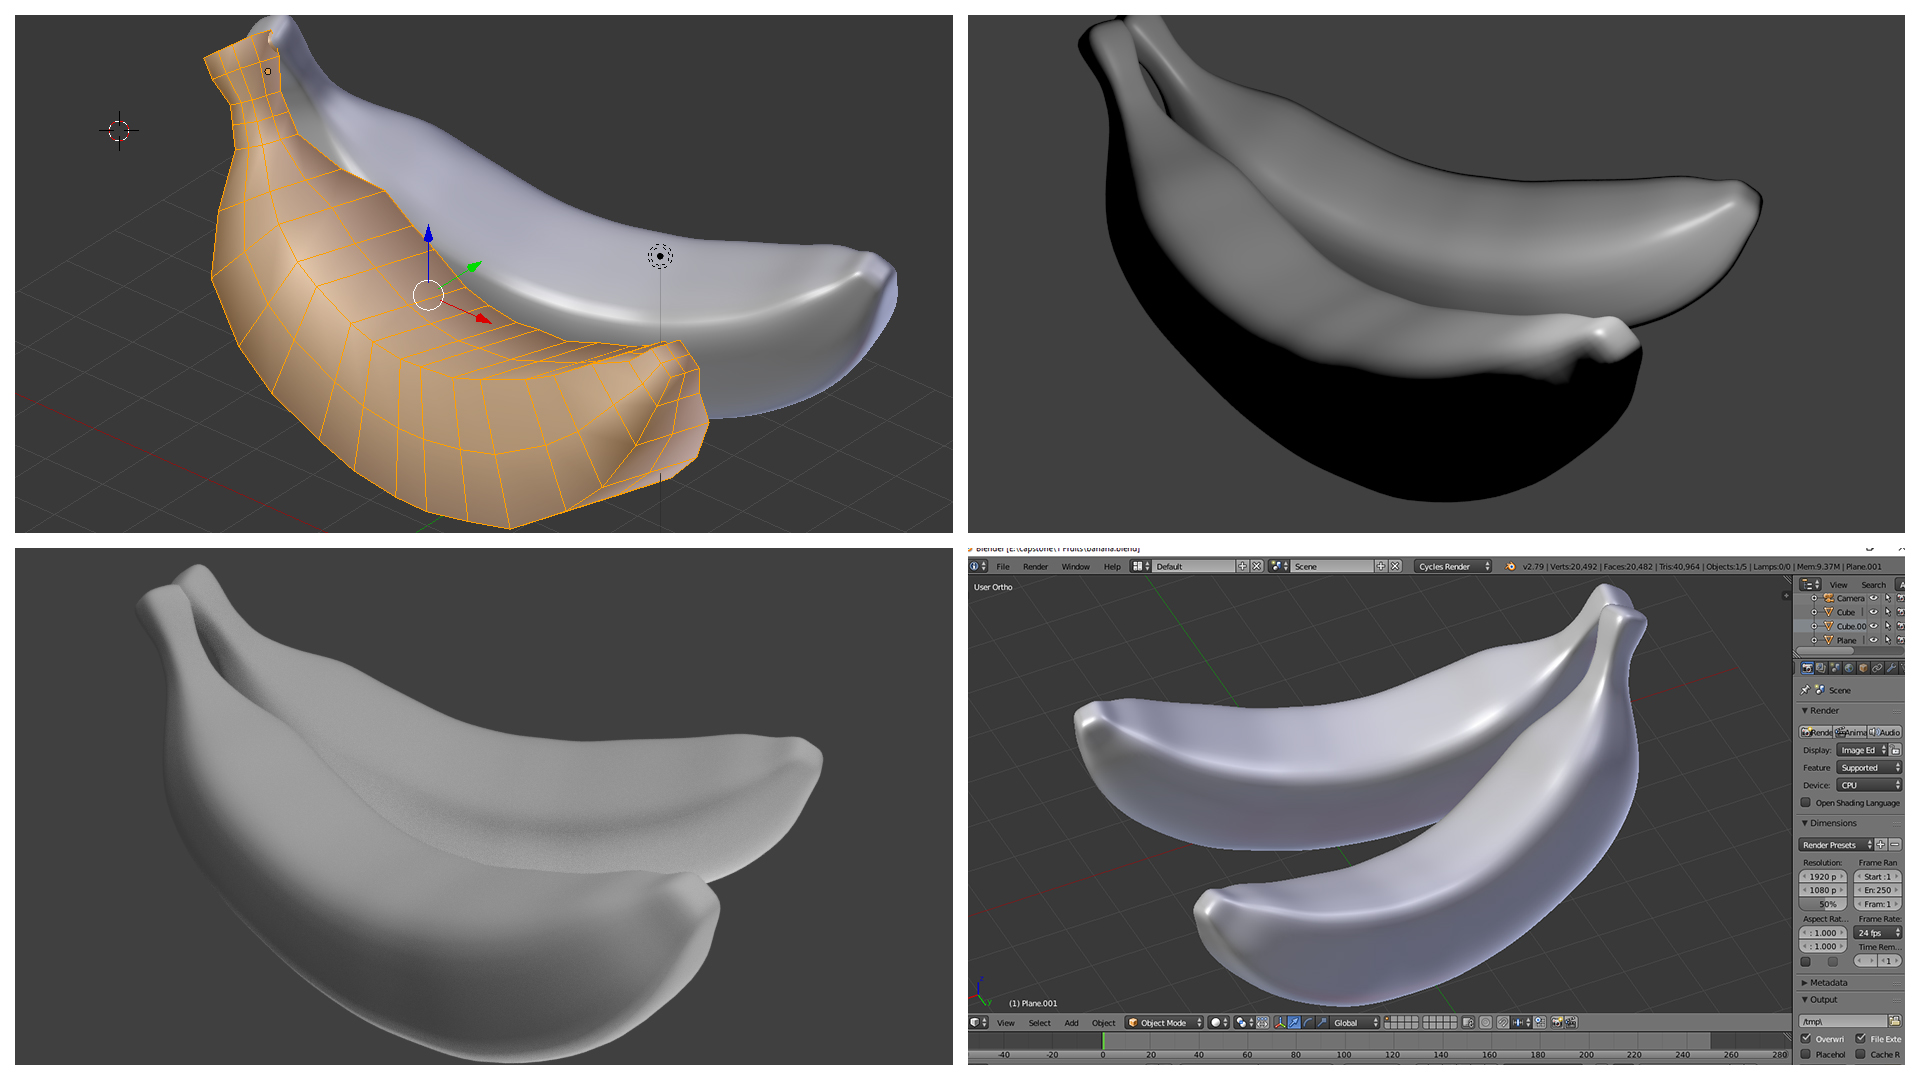 Blender [E:\capstone\1 Fruits\banana.blend]
File Render Window Help Default Scene Cycles Render v2.79 | Verts:20,492 | Faces:20,482 | Tris:40,964 | Objects:1/5 | Lamps:0/0 | Mem:9.37M | Plane.001
User Ortho
View Search
Camera
Cube
Cube.00
Plane
Scene
Render
Rende Anima Audio
Display: Image Ed
Feature Supported
Device: CPU
Open Shading Language
Dimensions
Render Presets
Resolution: Frame Ran
1920 p Start :1
1080 p En: 250
50% Fram: 1
Aspect Rat... Frame Rate:
: 1.000 24 fps
: 1.000 Time Rem...
1
Metadata
Output
/tmp\
Overwri File Exte
Placehol Cache R
(1) Plane.001
View Select Add Object Object Mode Global
-40 -20 0 20 40 60 80 100 120 140 160 180 200 220 240 260 280